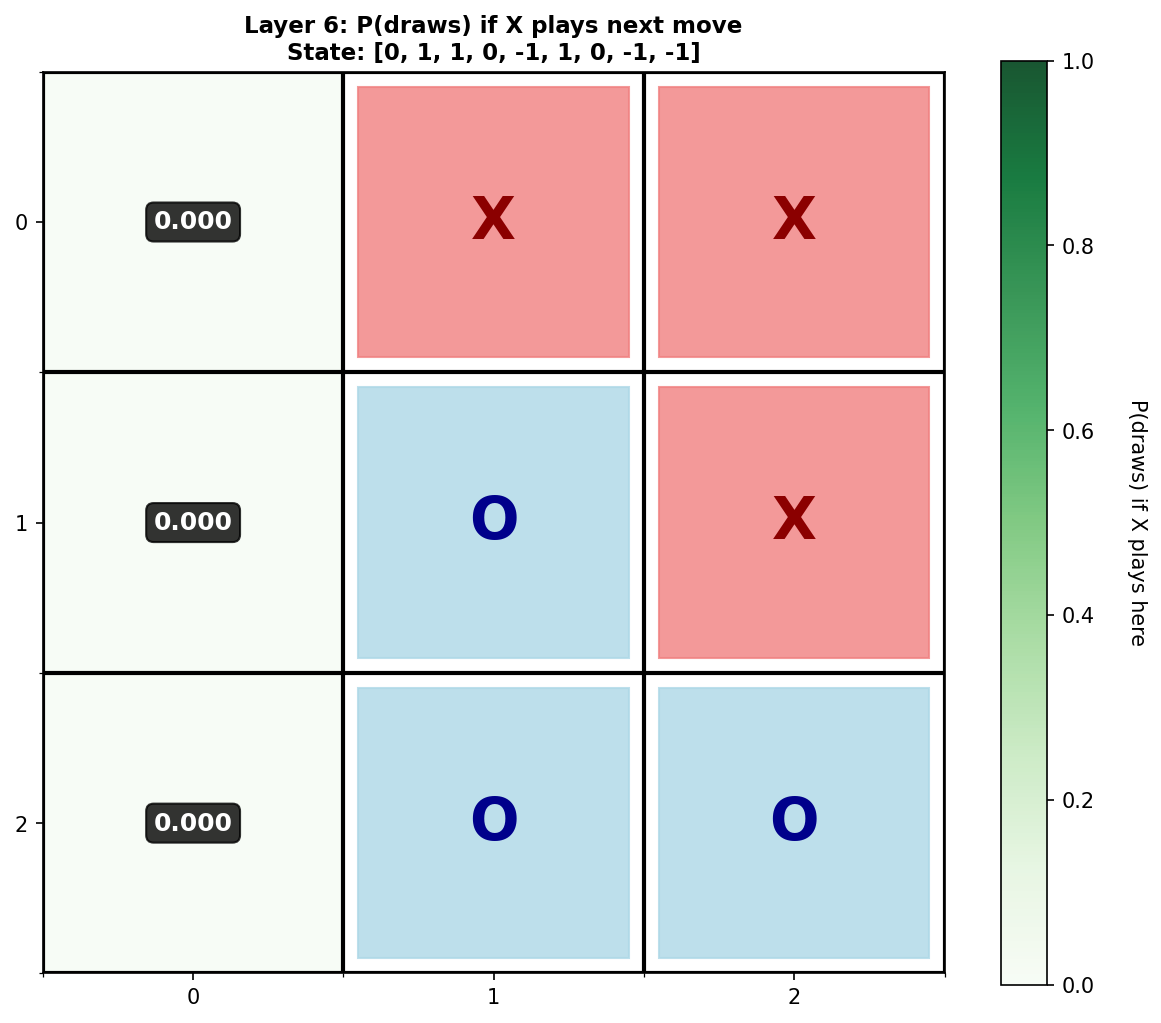 Layer 6: P(draws) if X plays next move
State: [0, 1, 1, 0, -1, 1, 0, -1, -1]
0
0.000
X
X
1
0.000
O
X
2
0.000
O
O
0
1
2
1.0
0.8
0.6
0.4
0.2
0.0
P(draws) if X plays here